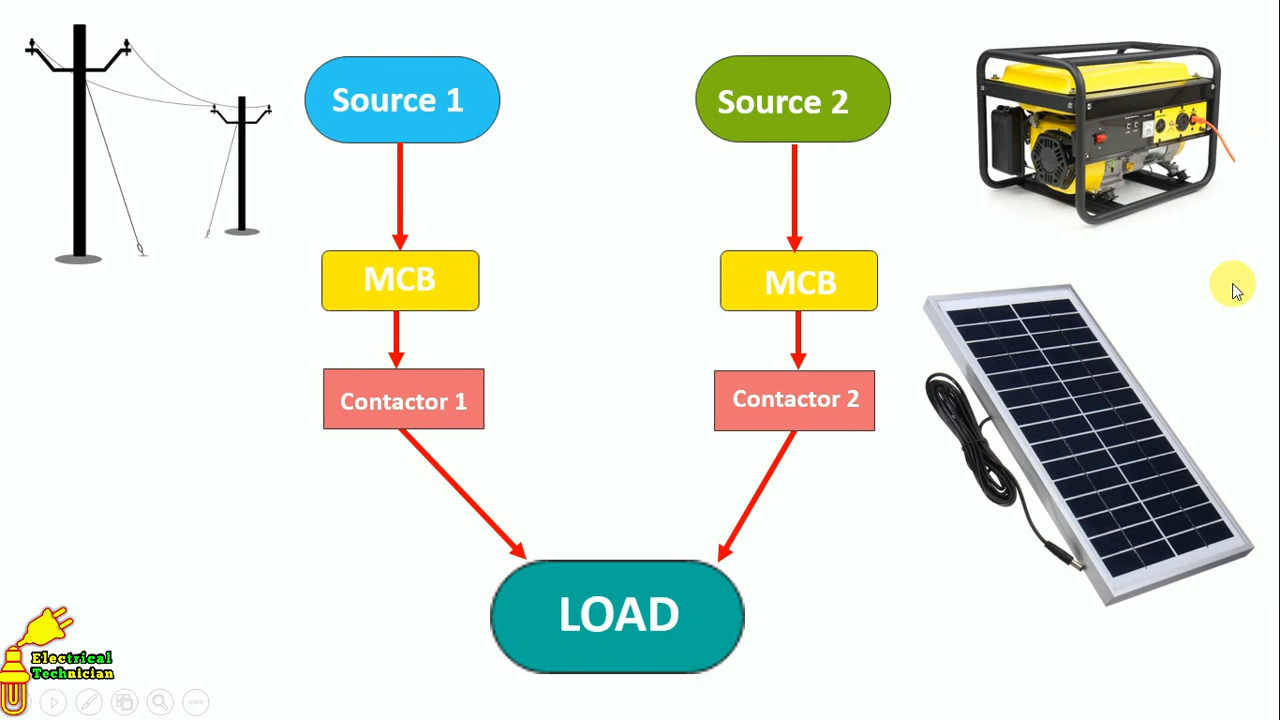 Source 1
Source 2
MCB
MCB
Contactor 1
Contactor 2
LOAD
Electrical
Technician